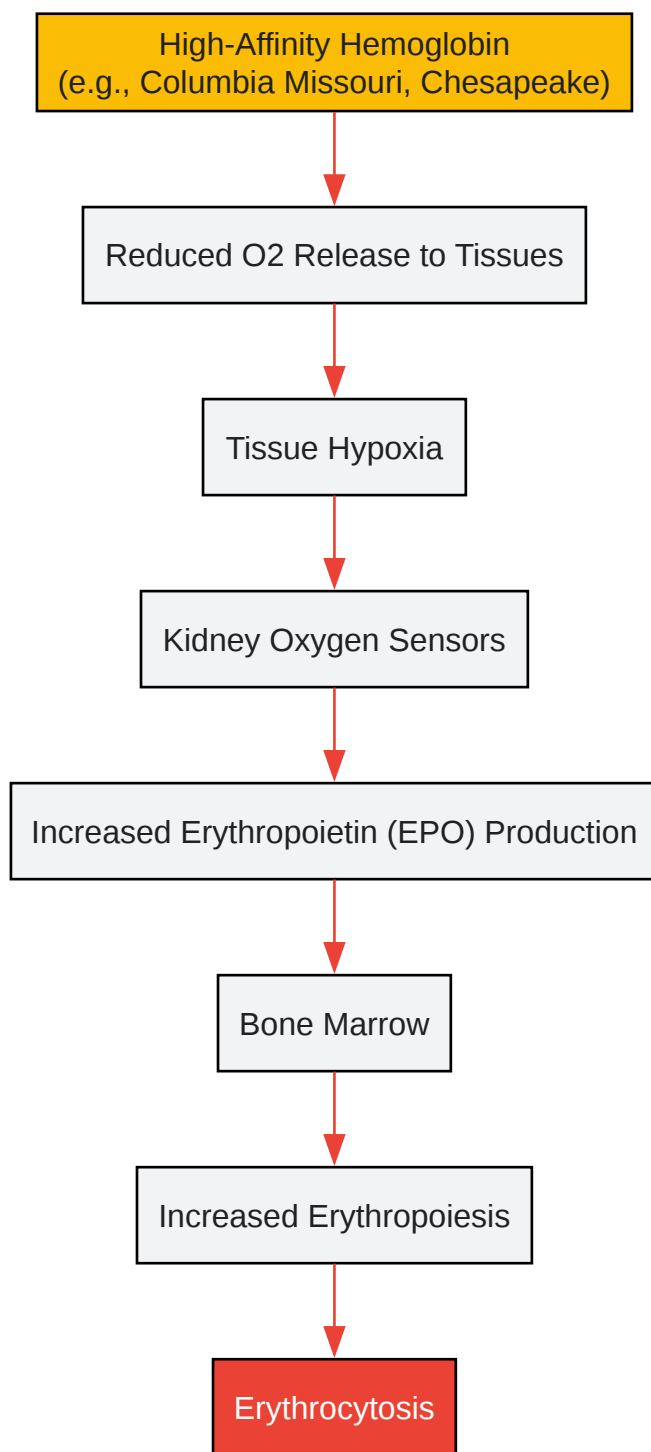 High-Affinity Hemoglobin
(e.g., Columbia Missouri, Chesapeake)
Reduced O2 Release to Tissues
Tissue Hypoxia
Kidney Oxygen Sensors
Increased Erythropoietin (EPO) Production
Bone Marrow
Increased Erythropoiesis
Erythrocytosis